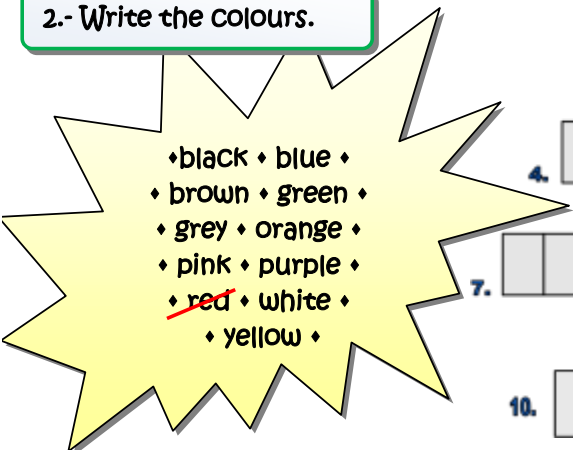 2.- Write the colours.
♦black ♦ blue ♦
♦ brown ♦ green ♦
♦ grey ♦ orange ♦
♦ pink ♦ purple ♦
♦ red ♦ white ♦
♦ yellow ♦
4.
7.
10.